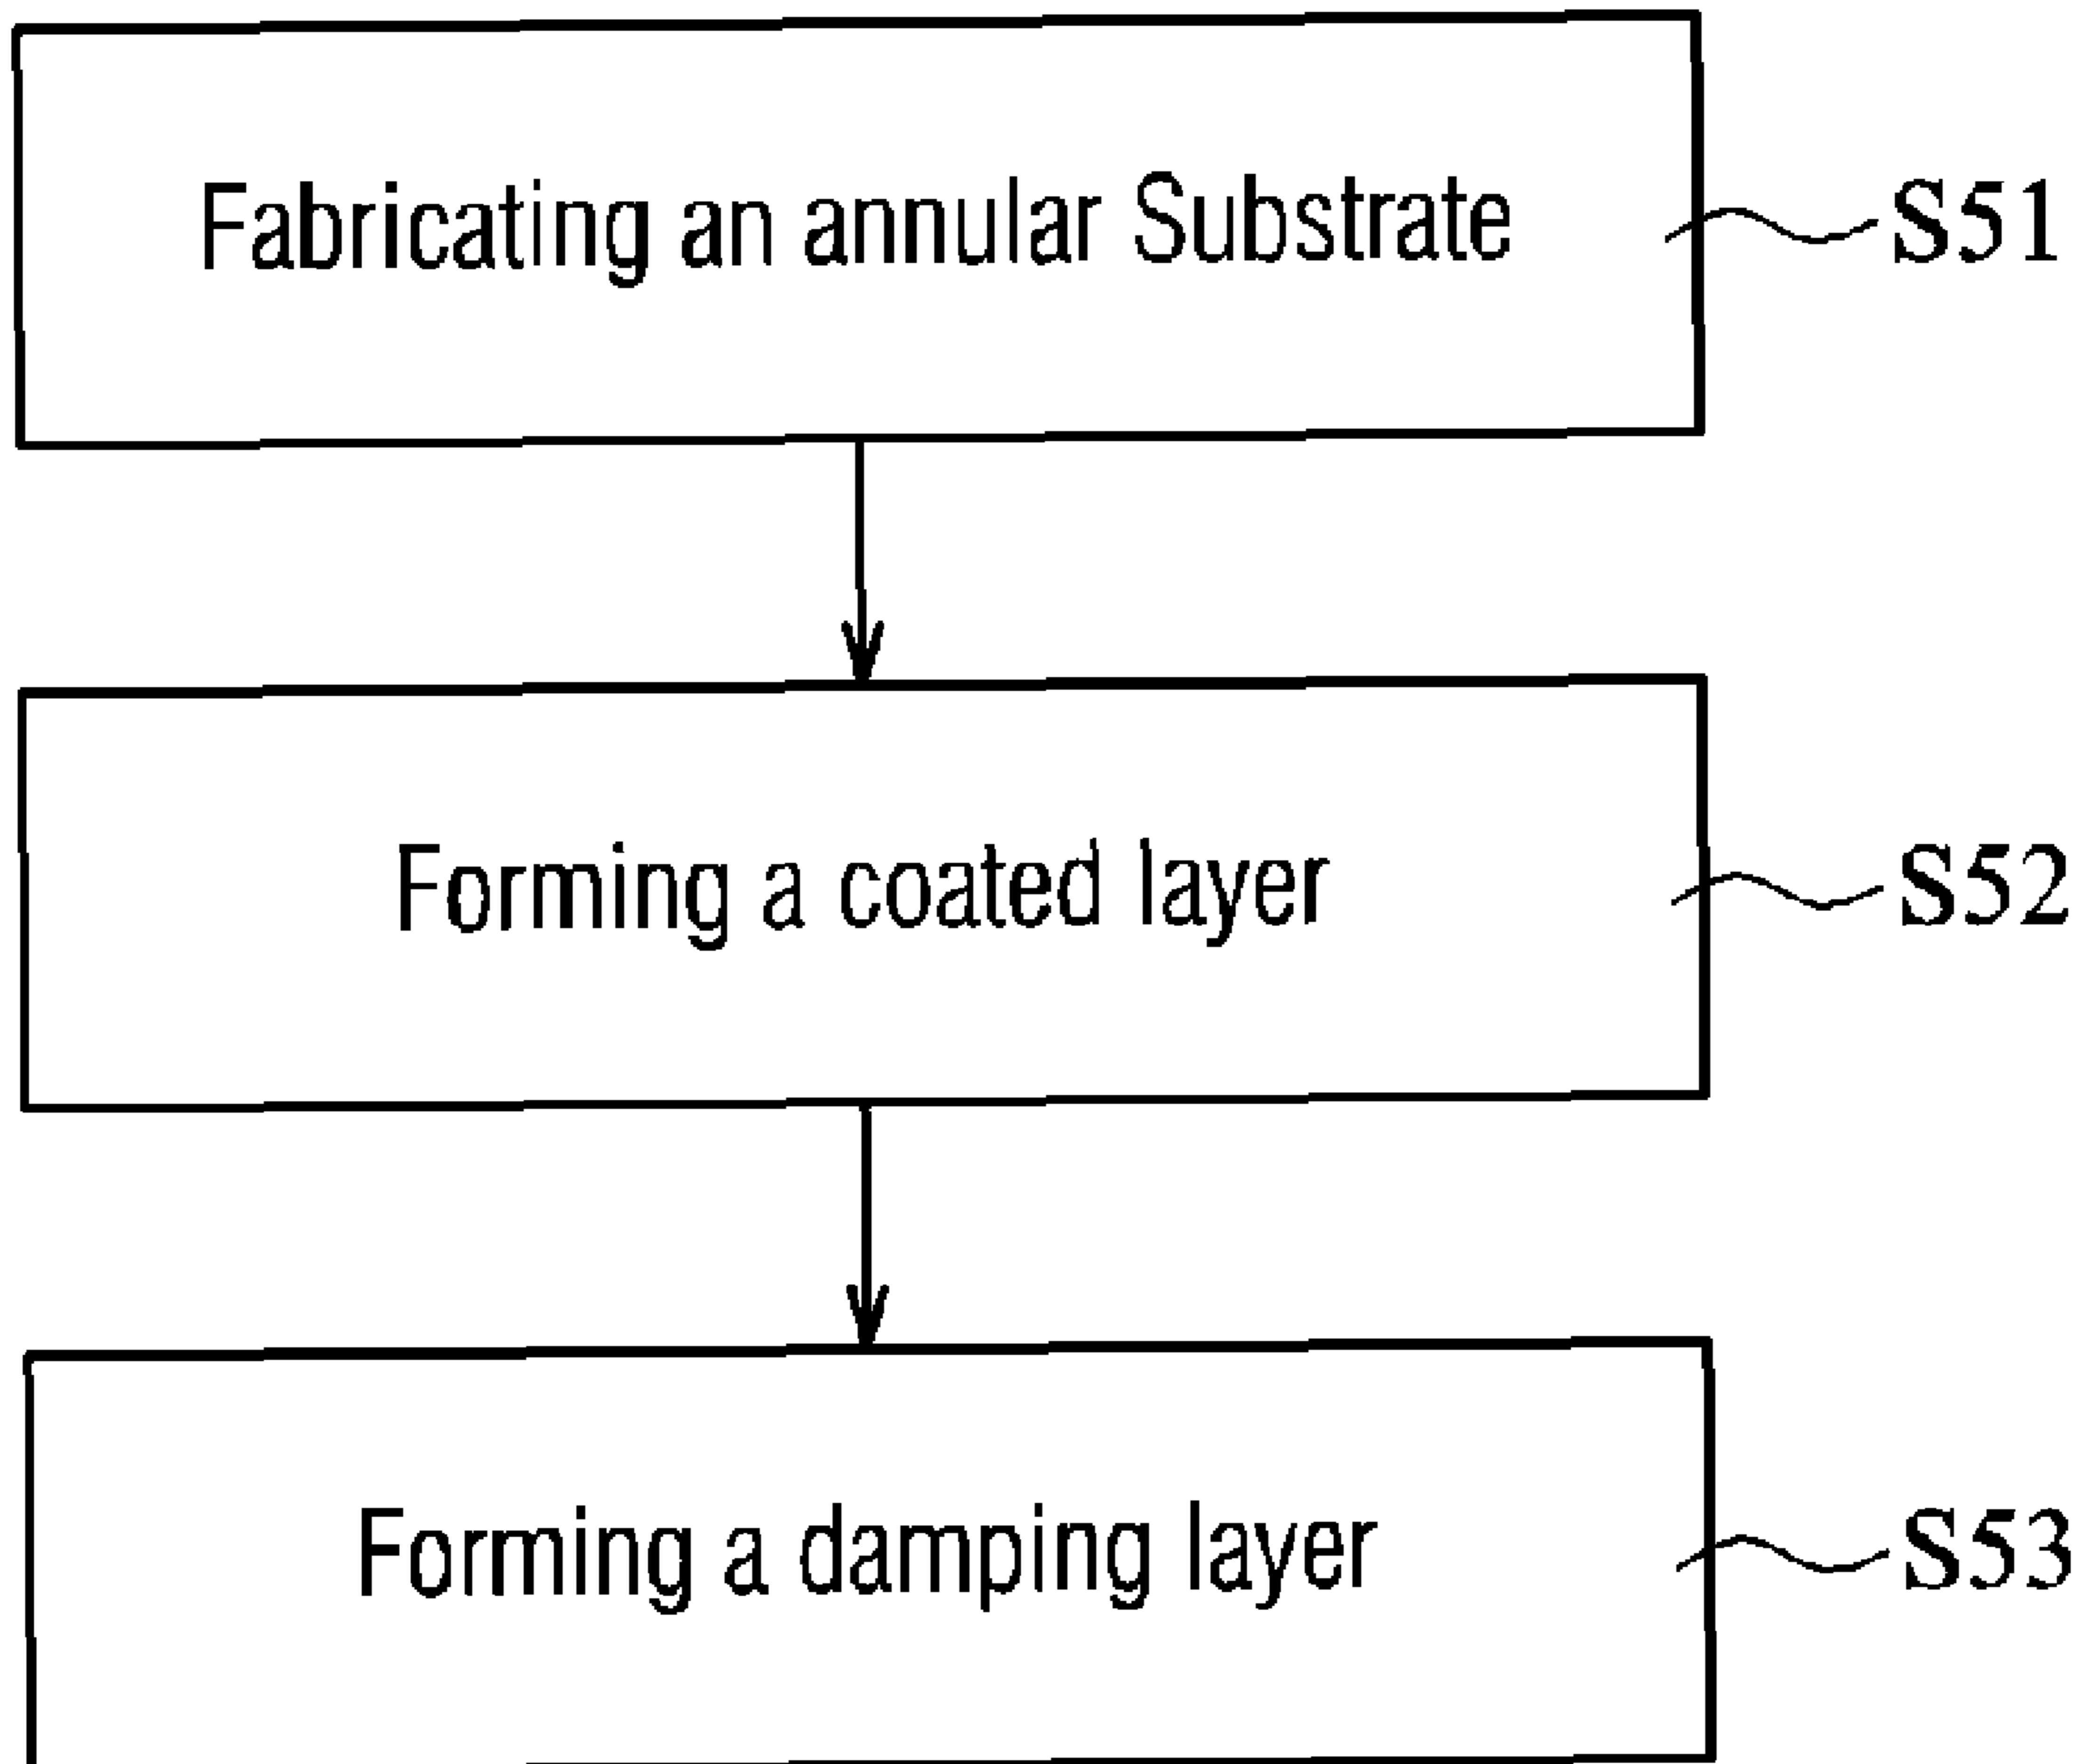 Fabricating an annular Substrate
S51
Forming a coated layer
S52
Forming a damping layer
S53